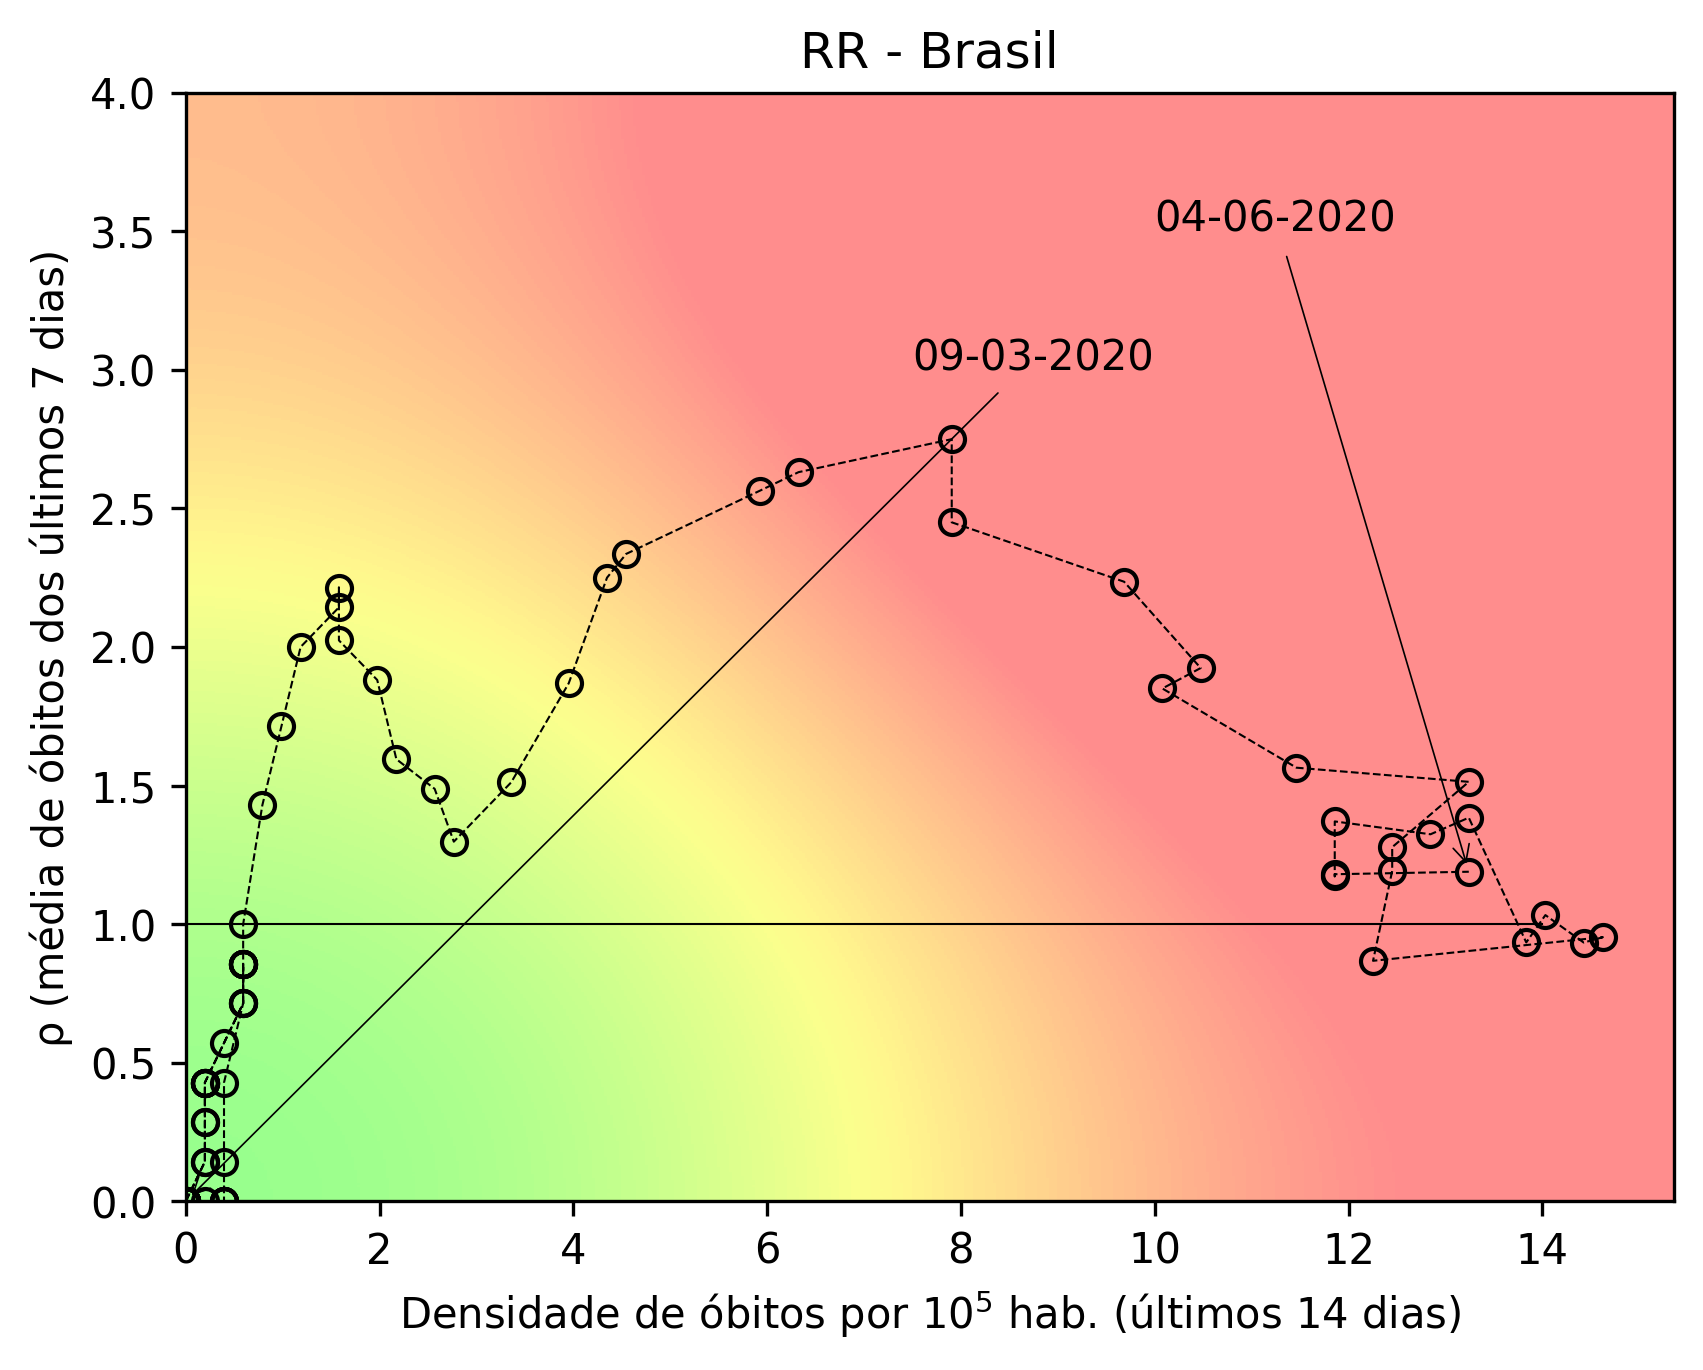 RR - Brasil
ρ (média de óbitos dos últimos 7 dias)
4.0
3.5
3.0
2.5
2.0
1.5
1.0
0.5
0.0
04-06-2020
09-03-2020
0 2 4 6 8 10 12 14
Densidade de óbitos por 10⁵ hab. (últimos 14 dias)